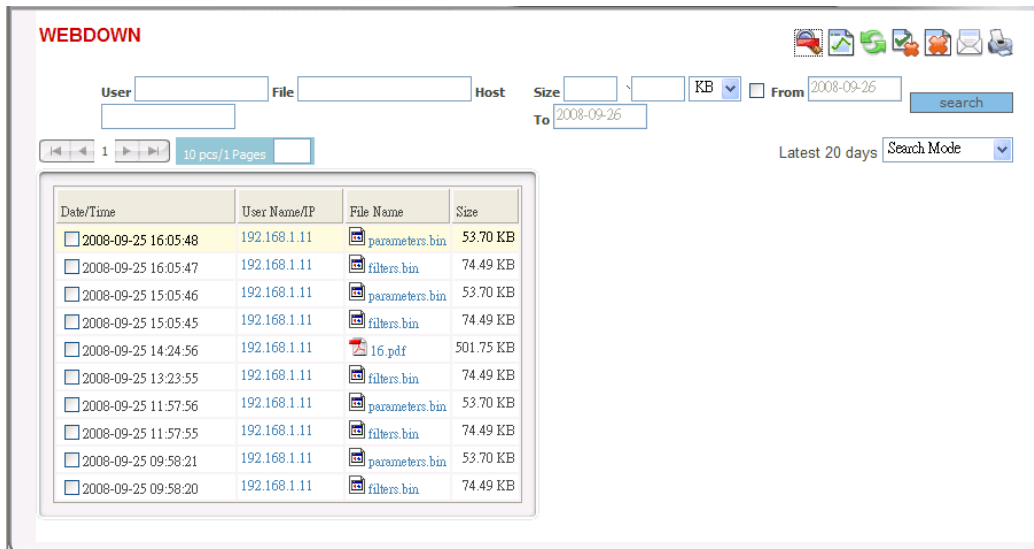 WEBDOWN
User File Host Size ~ KB From 2008-09-26 search
To 2008-09-26
1 10 pcs/1 Pages Latest 20 days Search Mode
Date/Time User Name/IP File Name Size
2008-09-25 16:05:48 192.168.1.11 parameters.bin 53.70 KB
2008-09-25 16:05:47 192.168.1.11 filters.bin 74.49 KB
2008-09-25 15:05:46 192.168.1.11 parameters.bin 53.70 KB
2008-09-25 15:05:45 192.168.1.11 filters.bin 74.49 KB
2008-09-25 14:24:56 192.168.1.11 16.pdf 501.75 KB
2008-09-25 13:23:55 192.168.1.11 filters.bin 74.49 KB
2008-09-25 11:57:56 192.168.1.11 parameters.bin 53.70 KB
2008-09-25 11:57:55 192.168.1.11 filters.bin 74.49 KB
2008-09-25 09:58:21 192.168.1.11 parameters.bin 53.70 KB
2008-09-25 09:58:20 192.168.1.11 filters.bin 74.49 KB